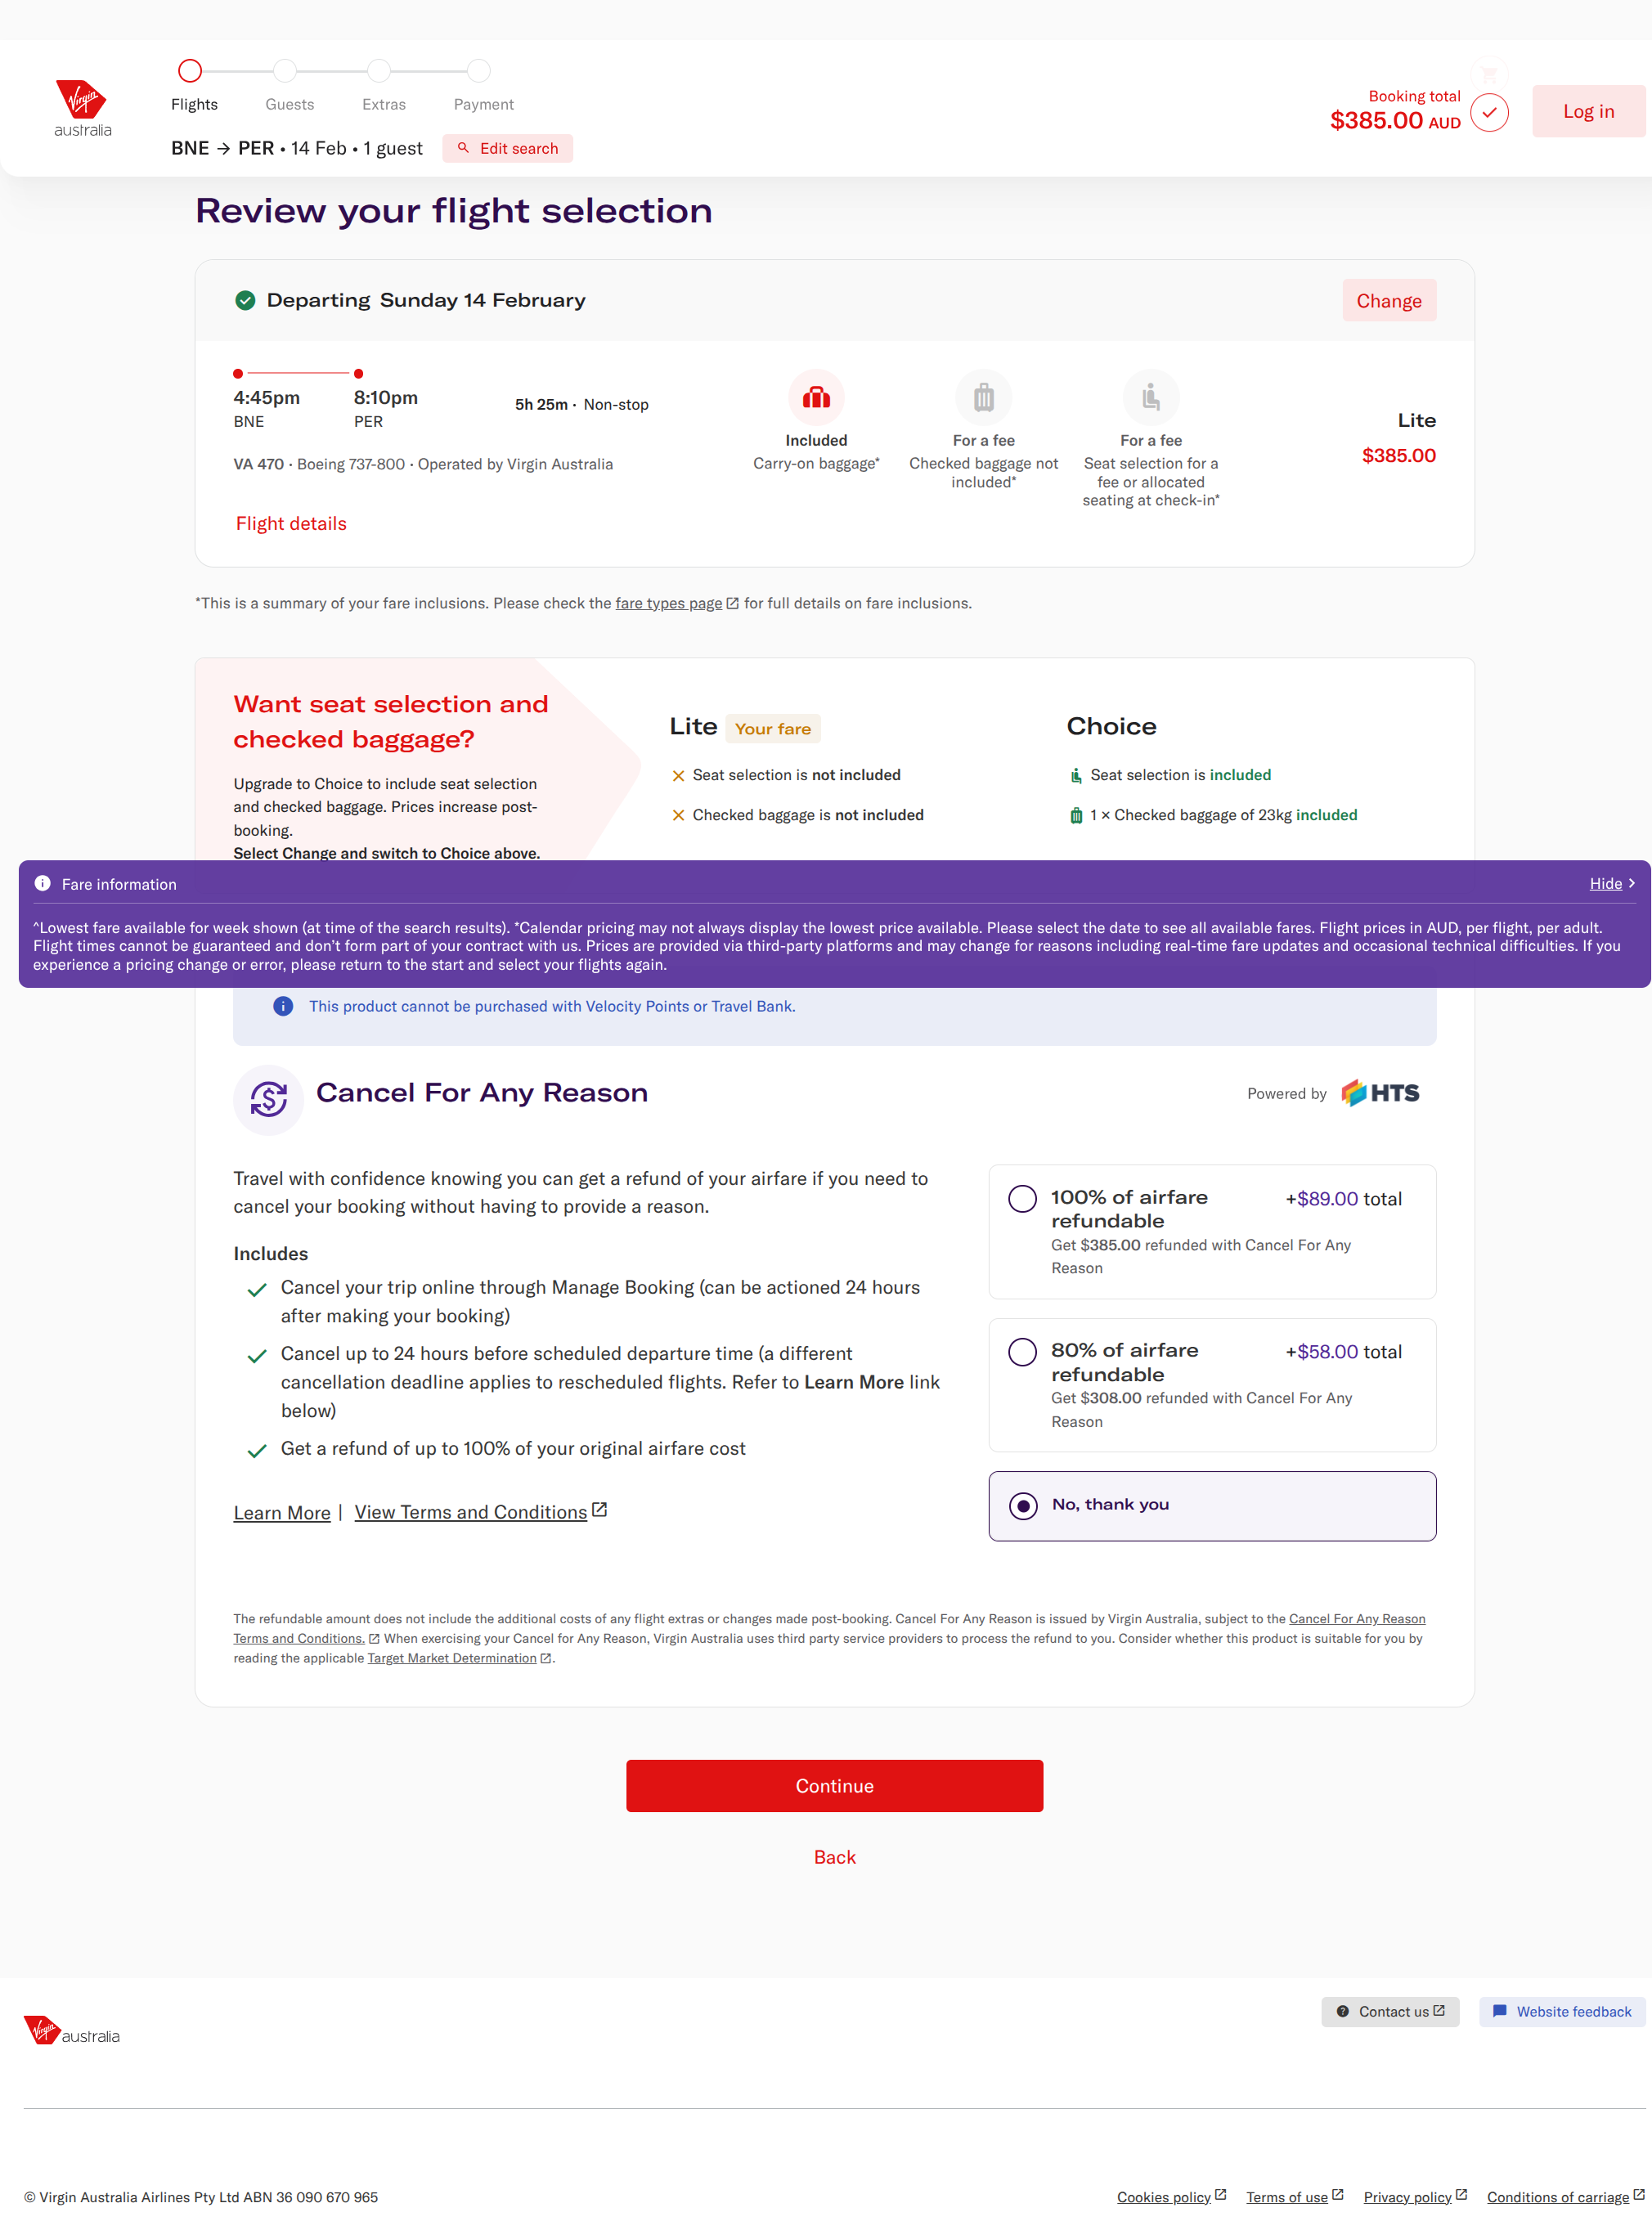 Virgin
australia
Flights
Guests
Extras
Payment
BNE → PER • 14 Feb • 1 guest
Edit search
Booking total
$385.00 AUD
Log in
Review your flight selection
Departing Sunday 14 February
Change
4:45pm
BNE
8:10pm
PER
5h 25m · Non-stop
VA 470 · Boeing 737-800 · Operated by Virgin Australia
Flight details
Included
Carry-on baggage*
For a fee
Checked baggage not
included*
For a fee
Seat selection for a
fee or allocated
seating at check-in*
Lite
$385.00
*This is a summary of your fare inclusions. Please check the fare types page for full details on fare inclusions.
Want seat selection and
checked baggage?
Upgrade to Choice to include seat selection
and checked baggage. Prices increase post-
booking.
Select Change and switch to Choice above.
Lite Your fare
Seat selection is not included
Checked baggage is not included
Choice
Seat selection is included
1 × Checked baggage of 23kg included
Fare information
Hide
^Lowest fare available for week shown (at time of the search results). *Calendar pricing may not always display the lowest price available. Please select the date to see all available fares. Flight prices in AUD, per flight, per adult.
Flight times cannot be guaranteed and don't form part of your contract with us. Prices are provided via third-party platforms and may change for reasons including real-time fare updates and occasional technical difficulties. If you
experience a pricing change or error, please return to the start and select your flights again.
This product cannot be purchased with Velocity Points or Travel Bank.
Cancel For Any Reason
Powered by HTS
Travel with confidence knowing you can get a refund of your airfare if you need to
cancel your booking without having to provide a reason.
Includes
Cancel your trip online through Manage Booking (can be actioned 24 hours
after making your booking)
Cancel up to 24 hours before scheduled departure time (a different
cancellation deadline applies to rescheduled flights. Refer to Learn More link
below)
Get a refund of up to 100% of your original airfare cost
Learn More | View Terms and Conditions
100% of airfare
refundable
+$89.00 total
Get $385.00 refunded with Cancel For Any
Reason
80% of airfare
refundable
+$58.00 total
Get $308.00 refunded with Cancel For Any
Reason
No, thank you
The refundable amount does not include the additional costs of any flight extras or changes made post-booking. Cancel For Any Reason is issued by Virgin Australia, subject to the Cancel For Any Reason
Terms and Conditions. When exercising your Cancel for Any Reason, Virgin Australia uses third party service providers to process the refund to you. Consider whether this product is suitable for you by
reading the applicable Target Market Determination.
Continue
Back
Virgin australia
Contact us
Website feedback
© Virgin Australia Airlines Pty Ltd ABN 36 090 670 965
Cookies policy
Terms of use
Privacy policy
Conditions of carriage